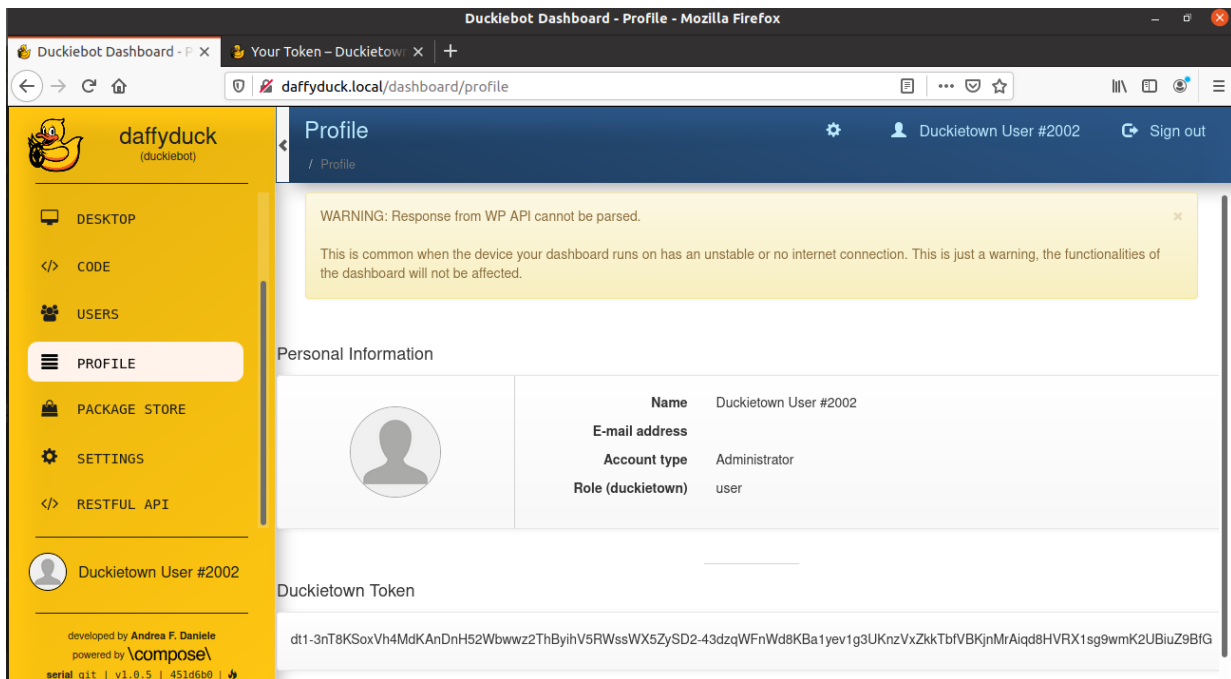 Duckiebot Dashboard - Profile - Mozilla Firefox
Duckiebot Dashboard - P
Your Token – Duckietow
daffyduck.local/dashboard/profile
daffyduck
(duckiebot)
DESKTOP
CODE
USERS
PROFILE
PACKAGE STORE
SETTINGS
RESTFUL API
Duckietown User #2002
developed by Andrea F. Daniele
powered by \compose\
serial git | v1.0.5 | 451d6b0 |
Profile
Duckietown User #2002
Sign out
/ Profile
WARNING: Response from WP API cannot be parsed.
This is common when the device your dashboard runs on has an unstable or no internet connection. This is just a warning, the functionalities of
the dashboard will not be affected.
Personal Information
Name Duckietown User #2002
E-mail address
Account type Administrator
Role (duckietown) user
Duckietown Token
dt1-3nT8KSoxVh4MdKAnDnH52Wbwwz2ThByihV5RWssWX5ZySD2-43dzqWFnWd8KBa1yev1g3UKnzVxZkkTbfVBKjnMrAiqd8HVRX1sg9wmK2UBiuZ9BfG